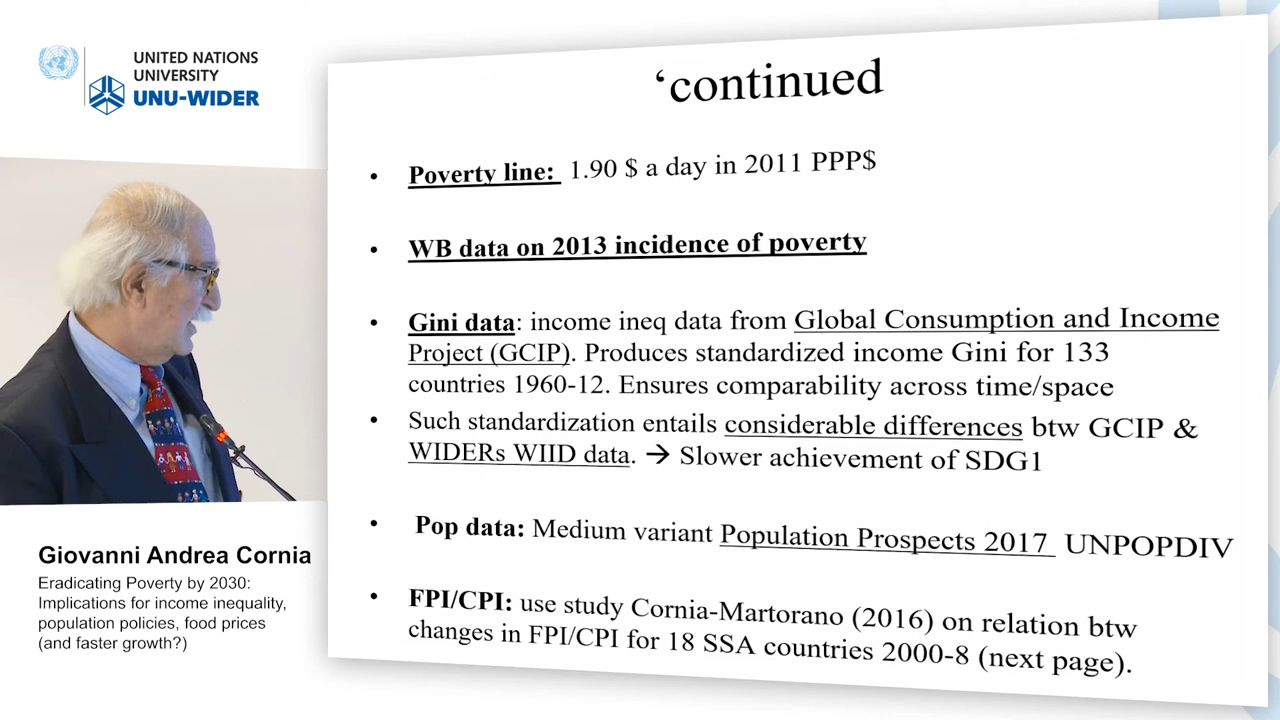 UNITED NATIONS
UNIVERSITY
UNU-WIDER
Giovanni Andrea Cornia
Eradicating Poverty by 2030:
Implications for income inequality,
population policies, food prices
(and faster growth?)
‘continued
• Poverty line: 1.90 $ a day in 2011 PPP$
• WB data on 2013 incidence of poverty
• Gini data: income ineq data from Global Consumption and Income
Project (GCIP). Produces standardized income Gini for 133
countries 1960-12. Ensures comparability across time/space
• Such standardization entails considerable differences btw GCIP &
WIDERs WIID data. → Slower achievement of SDG1
• Pop data: Medium variant Population Prospects 2017 UNPOPDIV
• FPI/CPI: use study Cornia-Martorano (2016) on relation btw
changes in FPI/CPI for 18 SSA countries 2000-8 (next page).